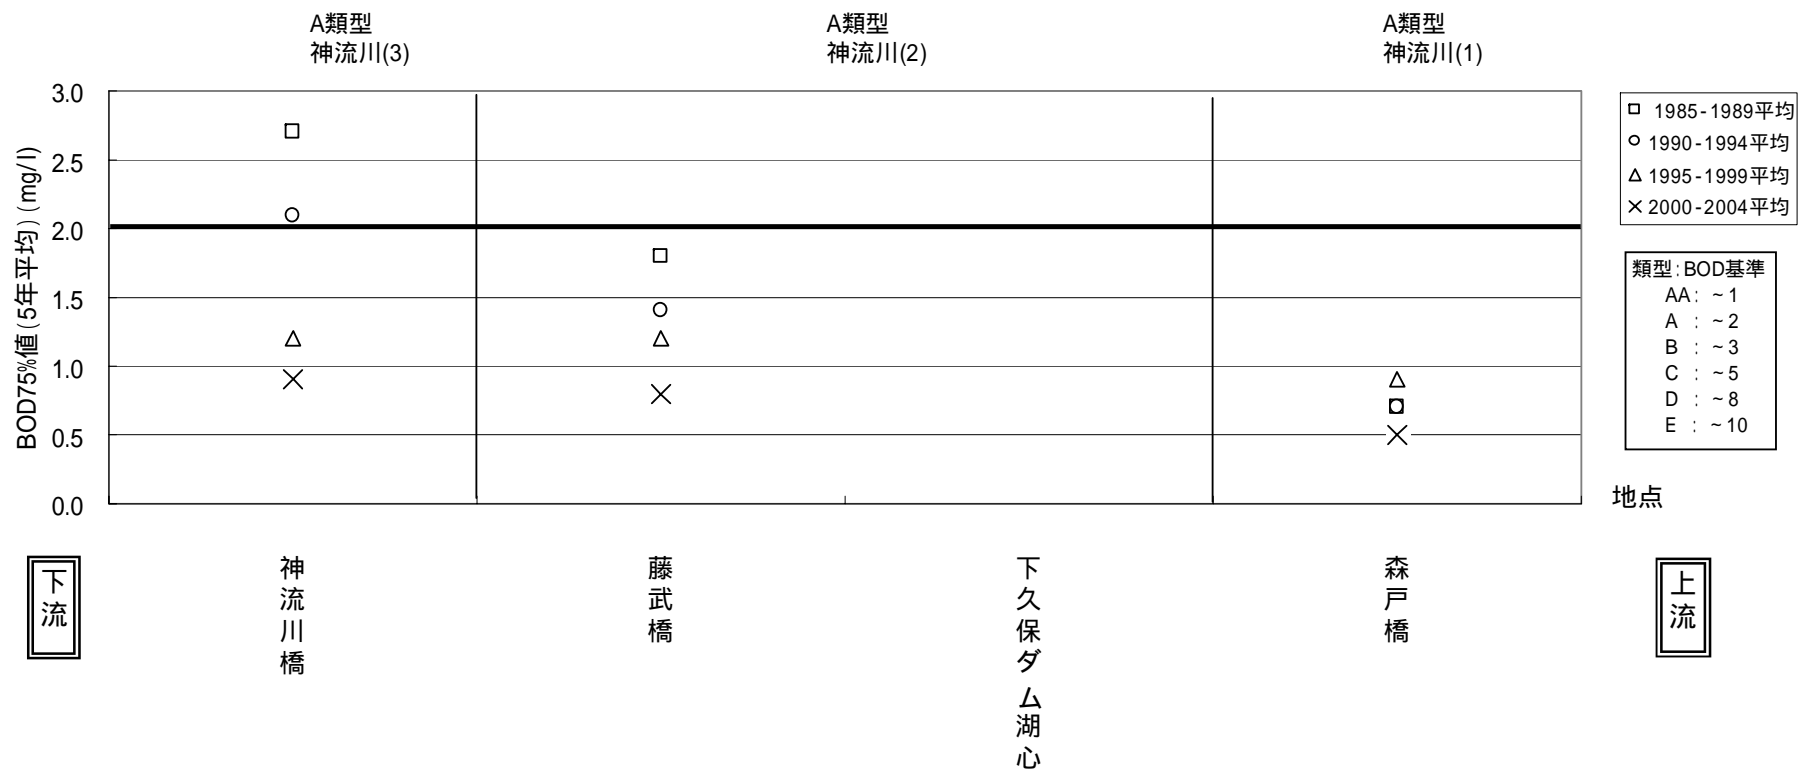 A類型
神流川(3)
A類型
神流川(2)
A類型
神流川(1)
BOD75%値(5年平均) (mg/l)
3.0
2.5
2.0
1.5
1.0
0.5
0.0
1985-1989平均
1990-1994平均
1995-1999平均
2000-2004平均
類型:BOD基準
AA: ~1
A : ~2
B : ~3
C : ~5
D : ~8
E : ~10
地点
下流
神流川橋
藤武橋
下久保ダム湖心
森戸橋
上流